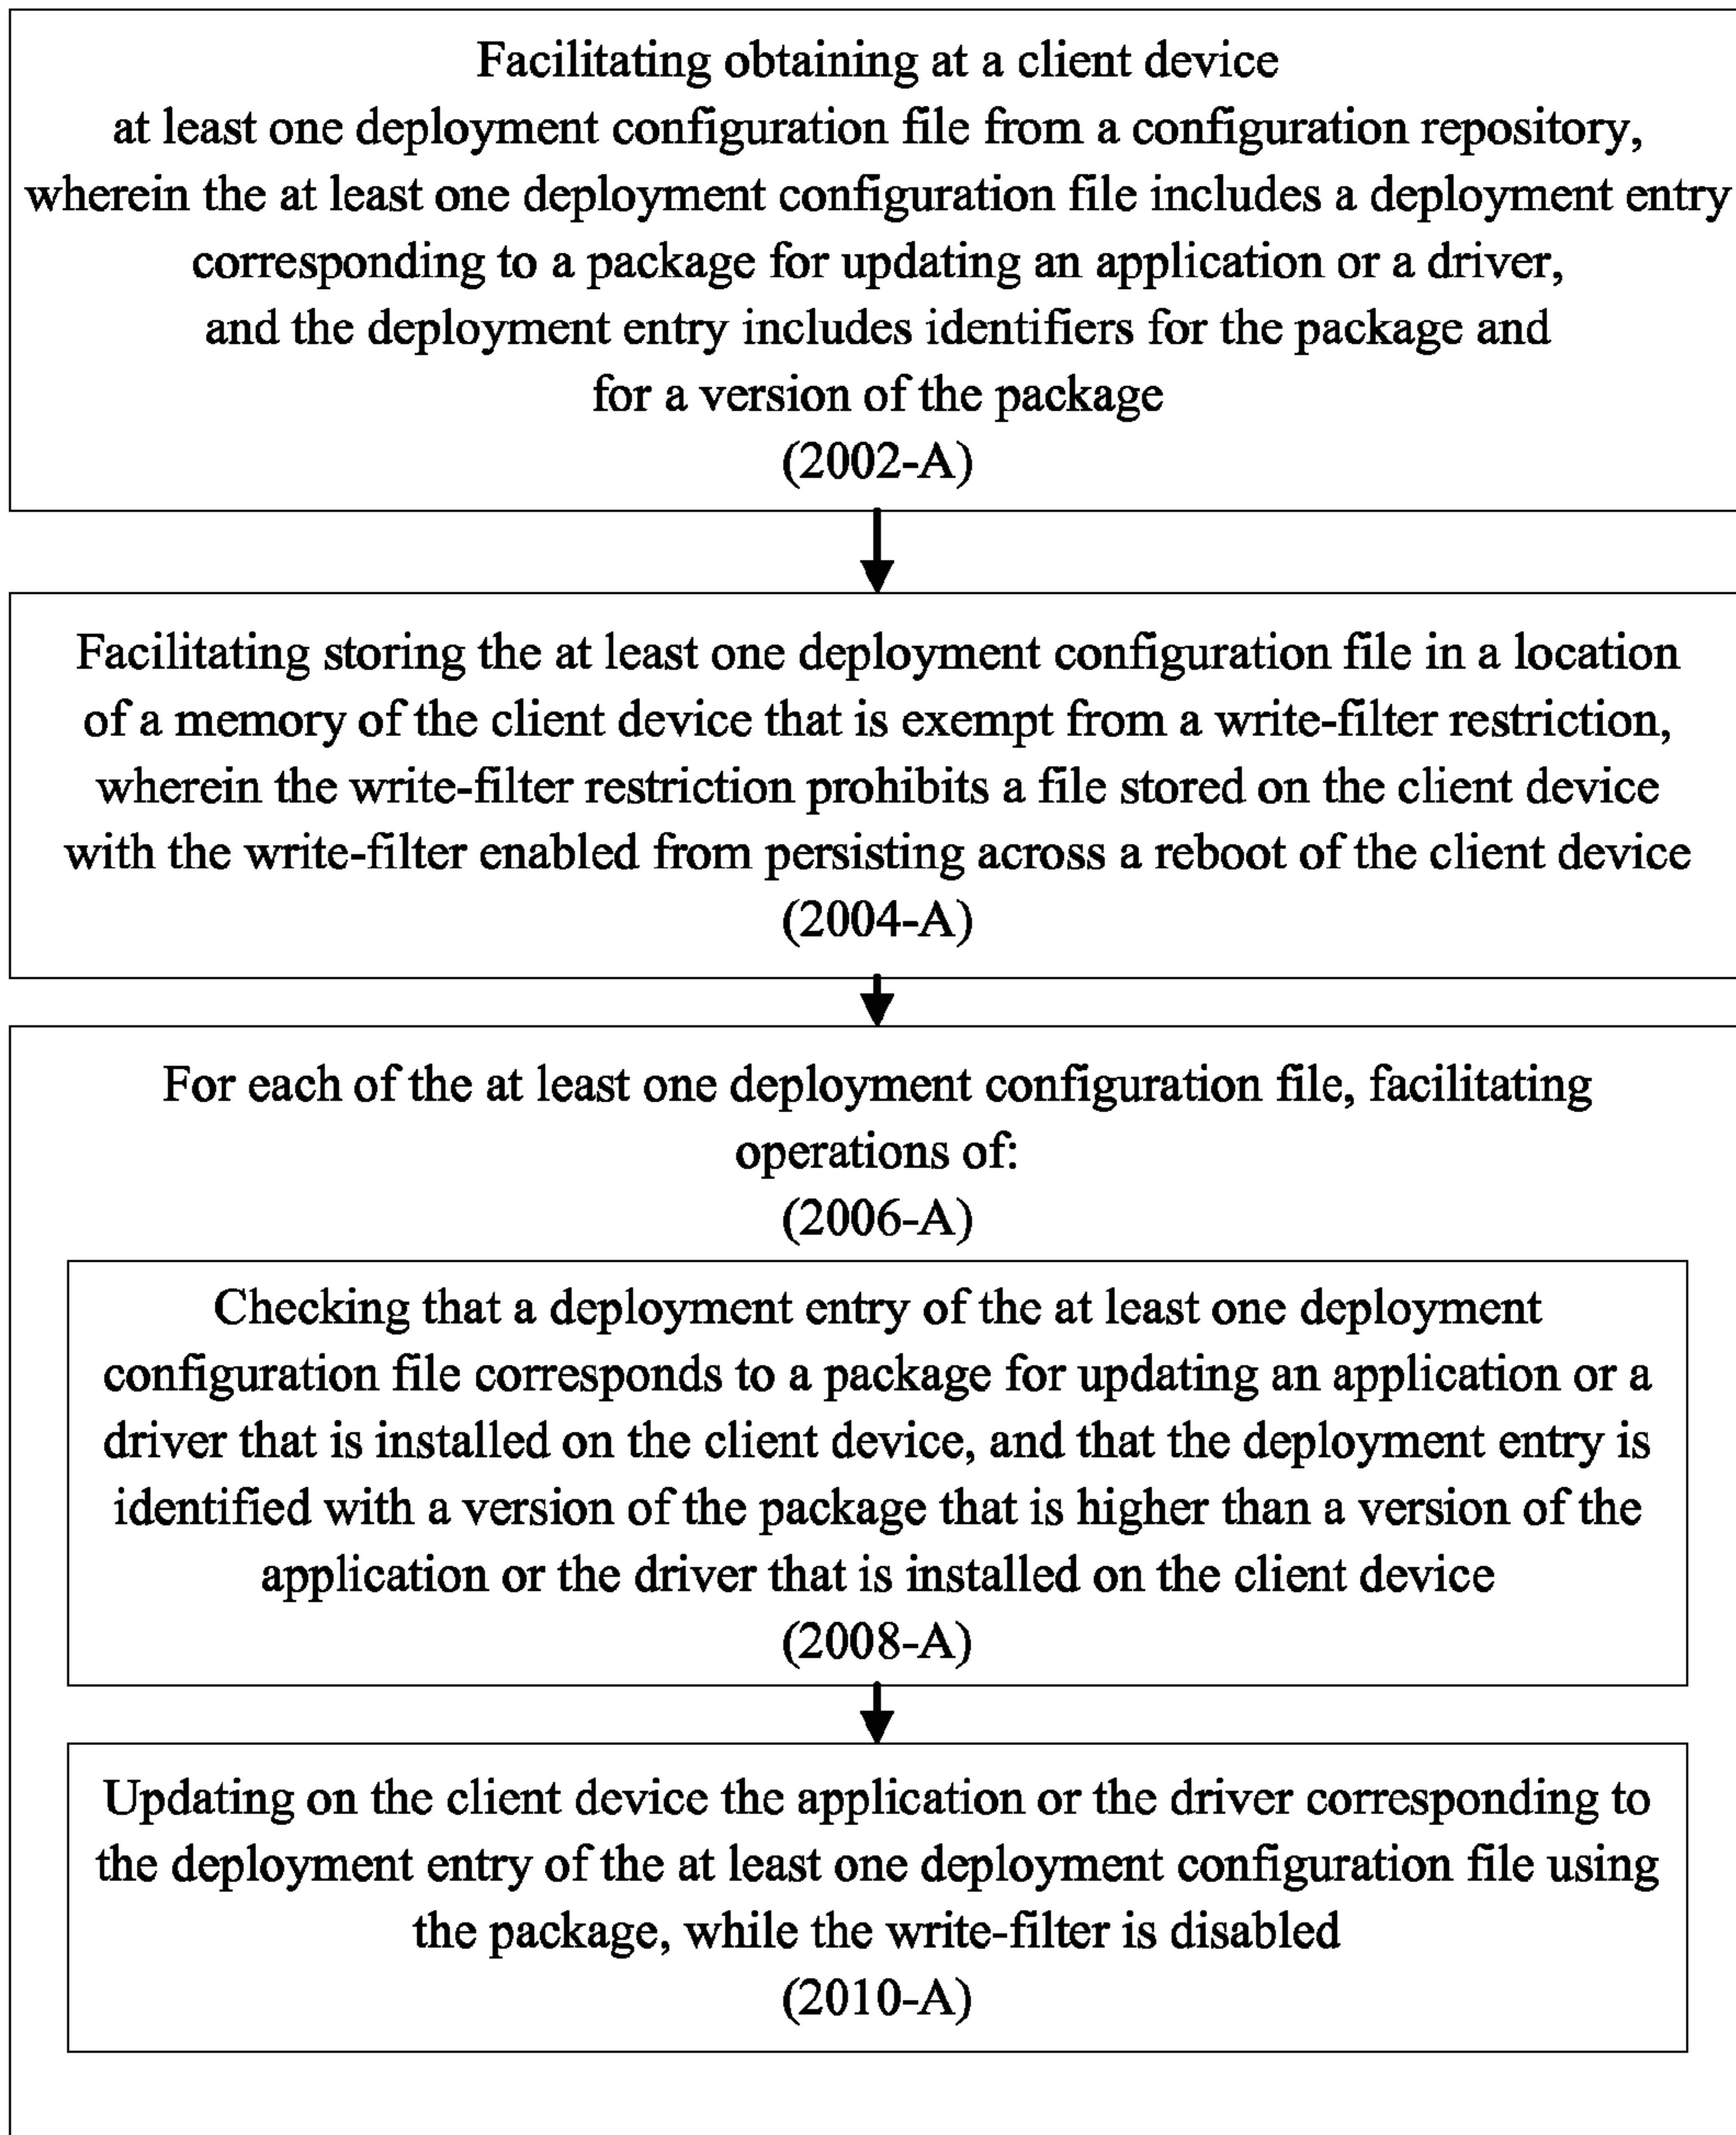 Facilitating obtaining at a client device
at least one deployment configuration file from a configuration repository,
wherein the at least one deployment configuration file includes a deployment entry
corresponding to a package for updating an application or a driver,
and the deployment entry includes identifiers for the package and
for a version of the package
(2002-A)
Facilitating storing the at least one deployment configuration file in a location
of a memory of the client device that is exempt from a write-filter restriction,
wherein the write-filter restriction prohibits a file stored on the client device
with the write-filter enabled from persisting across a reboot of the client device
(2004-A)
For each of the at least one deployment configuration file, facilitating
operations of:
(2006-A)
Checking that a deployment entry of the at least one deployment
configuration file corresponds to a package for updating an application or a
driver that is installed on the client device, and that the deployment entry is
identified with a version of the package that is higher than a version of the
application or the driver that is installed on the client device
(2008-A)
Updating on the client device the application or the driver corresponding to
the deployment entry of the at least one deployment configuration file using
the package, while the write-filter is disabled
(2010-A)